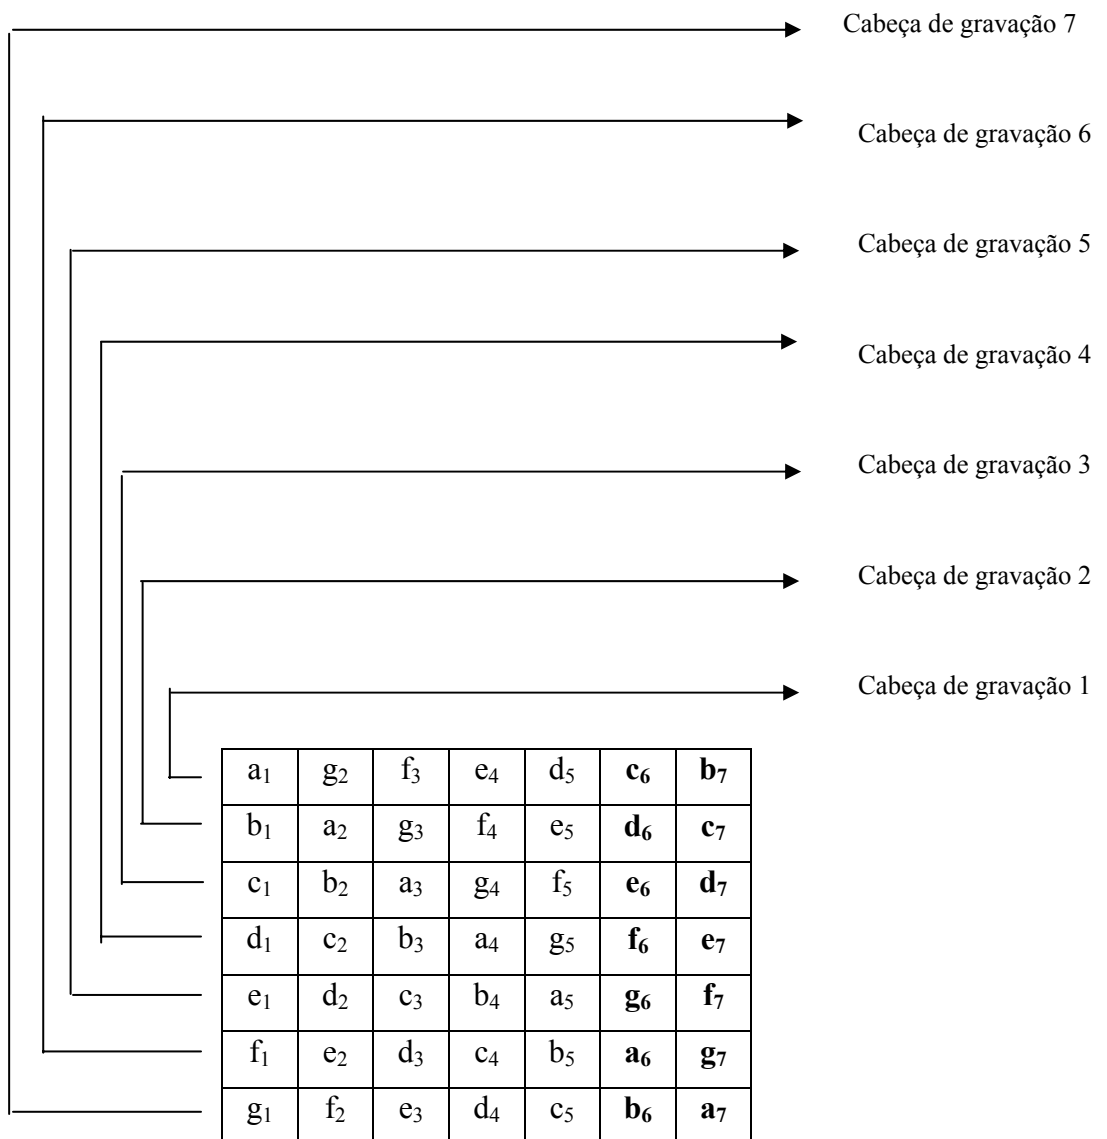 Cabeça de gravação 7
Cabeça de gravação 6
Cabeça de gravação 5
Cabeça de gravação 4
Cabeça de gravação 3
Cabeça de gravação 2
Cabeça de gravação 1
a₁ g₂ f₃ e₄ d₅ c₆ b₇
b₁ a₂ g₃ f₄ e₅ d₆ c₇
c₁ b₂ a₃ g₄ f₅ e₆ d₇
d₁ c₂ b₃ a₄ g₅ f₆ e₇
e₁ d₂ c₃ b₄ a₅ g₆ f₇
f₁ e₂ d₃ c₄ b₅ a₆ g₇
g₁ f₂ e₃ d₄ c₅ b₆ a₇